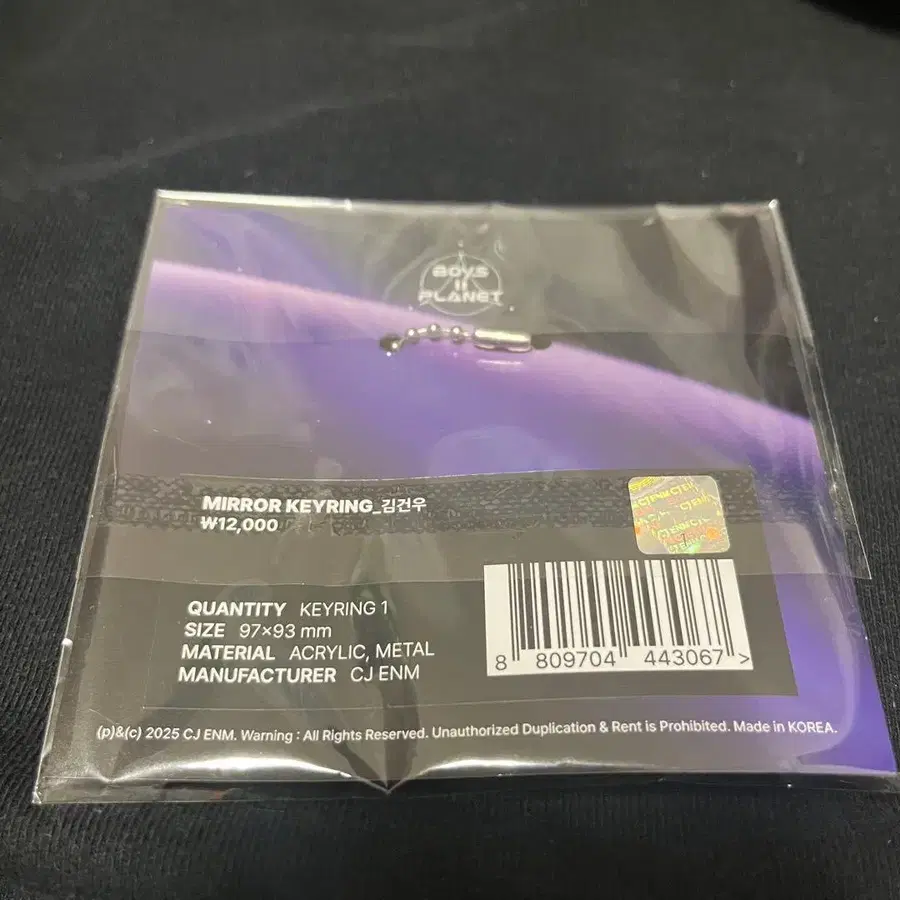 BOYS
II
PLANET
MIRROR KEYRING_김건우
₩12,000
QUANTITY KEYRING 1
SIZE 97×93 mm
MATERIAL ACRYLIC, METAL
MANUFACTURER CJ ENM
8 809704 443067 >
(p)&(c) 2025 CJ ENM. Warning : All Rights Reserved. Unauthorized Duplication & Rent is Prohibited. Made in KOREA.